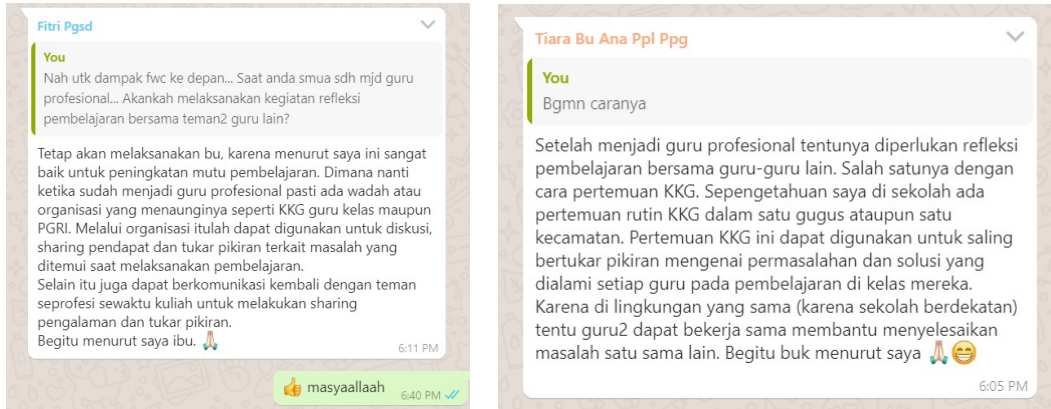 Fitri Pgsd
You
Nah utk dampak fwc ke depan... Saat anda smua sdh mjd guru
profesional... Akankah melaksanakan kegiatan refleksi
pembelajaran bersama teman2 guru lain?
Tetap akan melaksanakan bu, karena menurut saya ini sangat
baik untuk peningkatan mutu pembelajaran. Dimana nanti
ketika sudah menjadi guru profesional pasti ada wadah atau
organisasi yang menaunginya seperti KKG guru kelas maupun
PGRI. Melalui organisasi itulah dapat digunakan untuk diskusi,
sharing pendapat dan tukar pikiran terkait masalah yang
ditemui saat melaksanakan pembelajaran.
Selain itu juga dapat berkomunikasi kembali dengan teman
seprofesi sewaktu kuliah untuk melakukan sharing
pengalaman dan tukar pikiran.
Begitu menurut saya ibu. 🙏🏻
6:11 PM
👍 masyaallaah
6:40 PM
Tiara Bu Ana Ppl Ppg
You
Bgmn caranya
Setelah menjadi guru profesional tentunya diperlukan refleksi
pembelajaran bersama guru-guru lain. Salah satunya dengan
cara pertemuan KKG. Sepengetahuan saya di sekolah ada
pertemuan rutin KKG dalam satu gugus ataupun satu
kecamatan. Pertemuan KKG ini dapat digunakan untuk saling
bertukar pikiran mengenai permasalahan dan solusi yang
dialami setiap guru pada pembelajaran di kelas mereka.
Karena di lingkungan yang sama (karena sekolah berdekatan)
tentu guru2 dapat bekerja sama membantu menyelesaikan
masalah satu sama lain. Begitu buk menurut saya 🙏🏻😁
6:05 PM